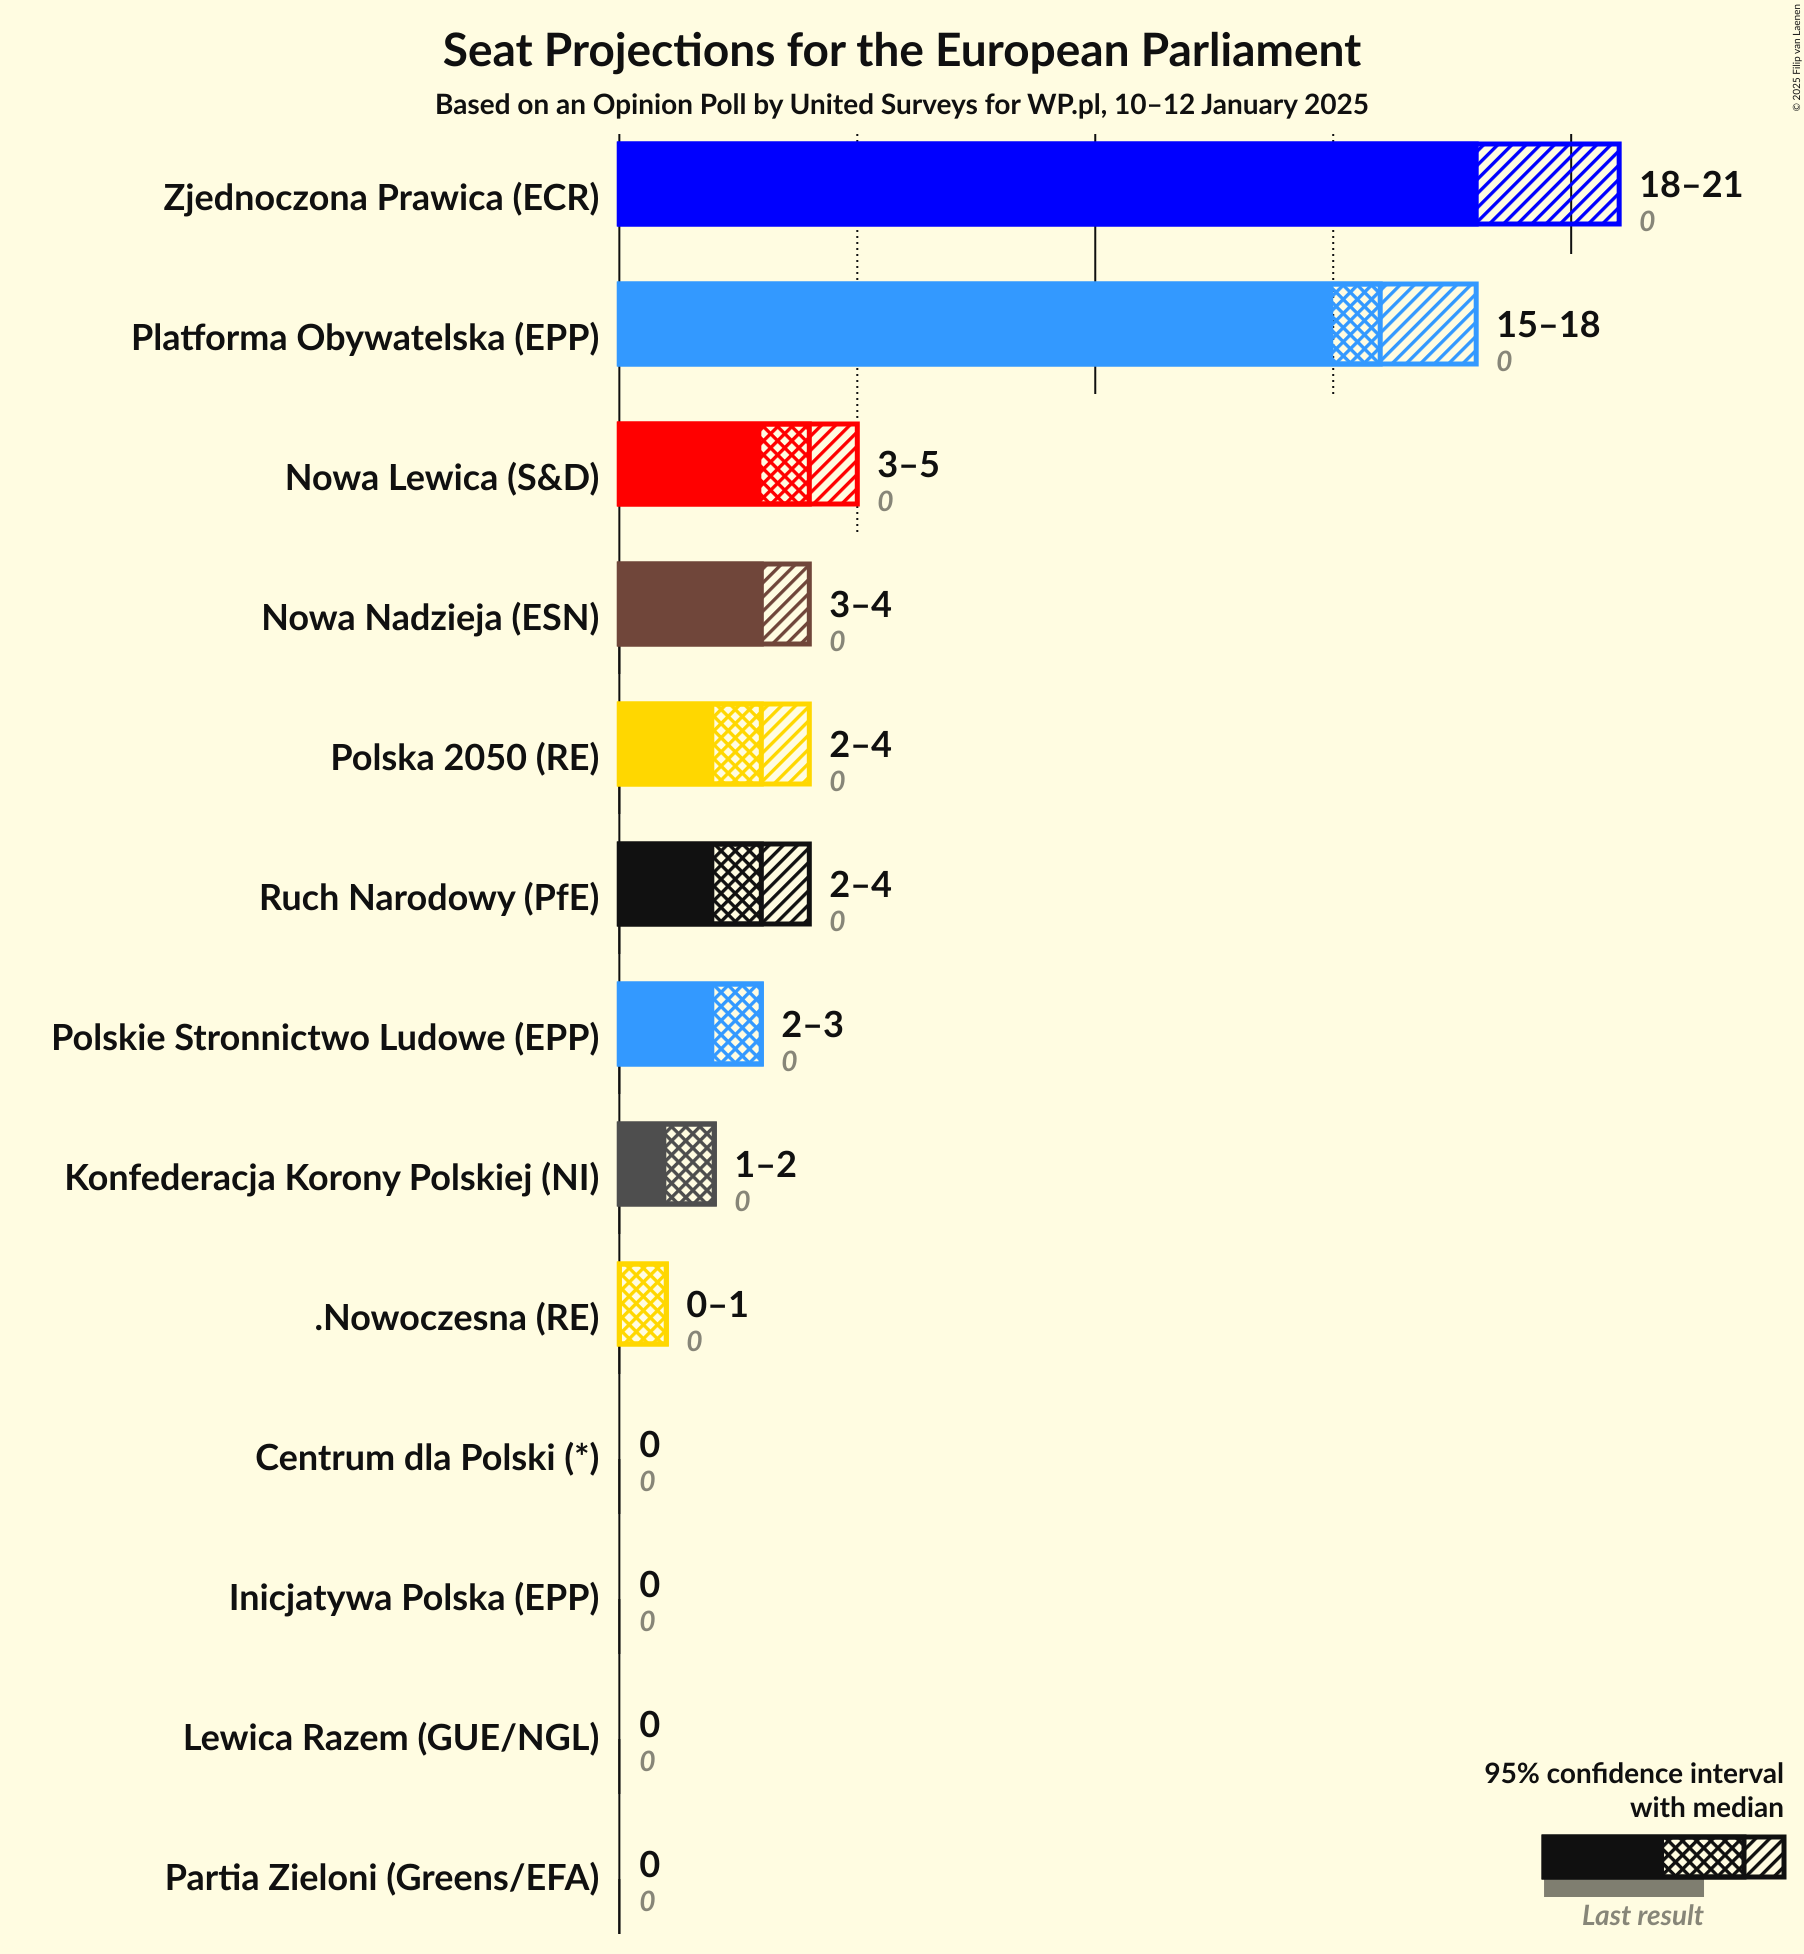 Seat Projections for the European Parliament
Based on an Opinion Poll by United Surveys for WP.pl, 10–12 January 2025
© 2025 Filip van Laenen
Zjednoczona Prawica (ECR)
18–21
0
Platforma Obywatelska (EPP)
15–18
0
Nowa Lewica (S&D)
3–5
0
Nowa Nadzieja (ESN)
3–4
0
Polska 2050 (RE)
2–4
0
Ruch Narodowy (PfE)
2–4
0
Polskie Stronnictwo Ludowe (EPP)
2–3
0
Konfederacja Korony Polskiej (NI)
1–2
0
.Nowoczesna (RE)
0–1
0
Centrum dla Polski (*)
0
0
Inicjatywa Polska (EPP)
0
0
Lewica Razem (GUE/NGL)
0
0
Partia Zieloni (Greens/EFA)
0
0
95% confidence interval
with median
Last result